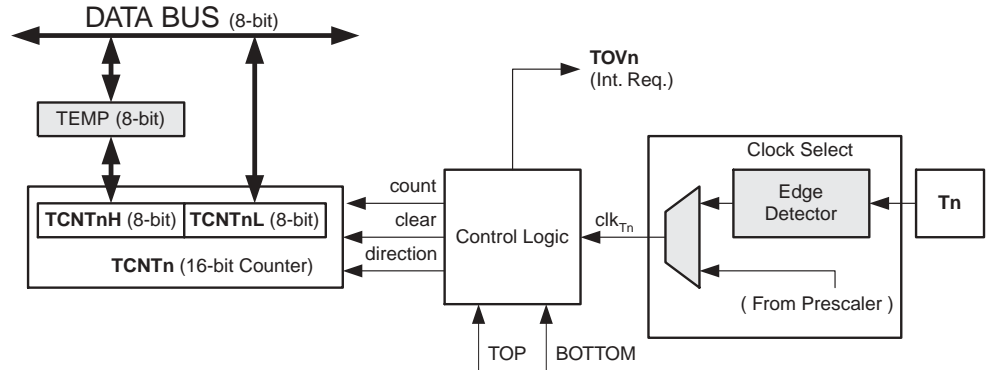 DATA BUS (8-bit)
TEMP (8-bit)
TCNTnH (8-bit)
TCNTnL (8-bit)
TCNTn (16-bit Counter)
count
clear
direction
Control Logic
TOVn
(Int. Req.)
TOP
BOTTOM
clkTn
Clock Select
Edge
Detector
( From Prescaler )
Tn